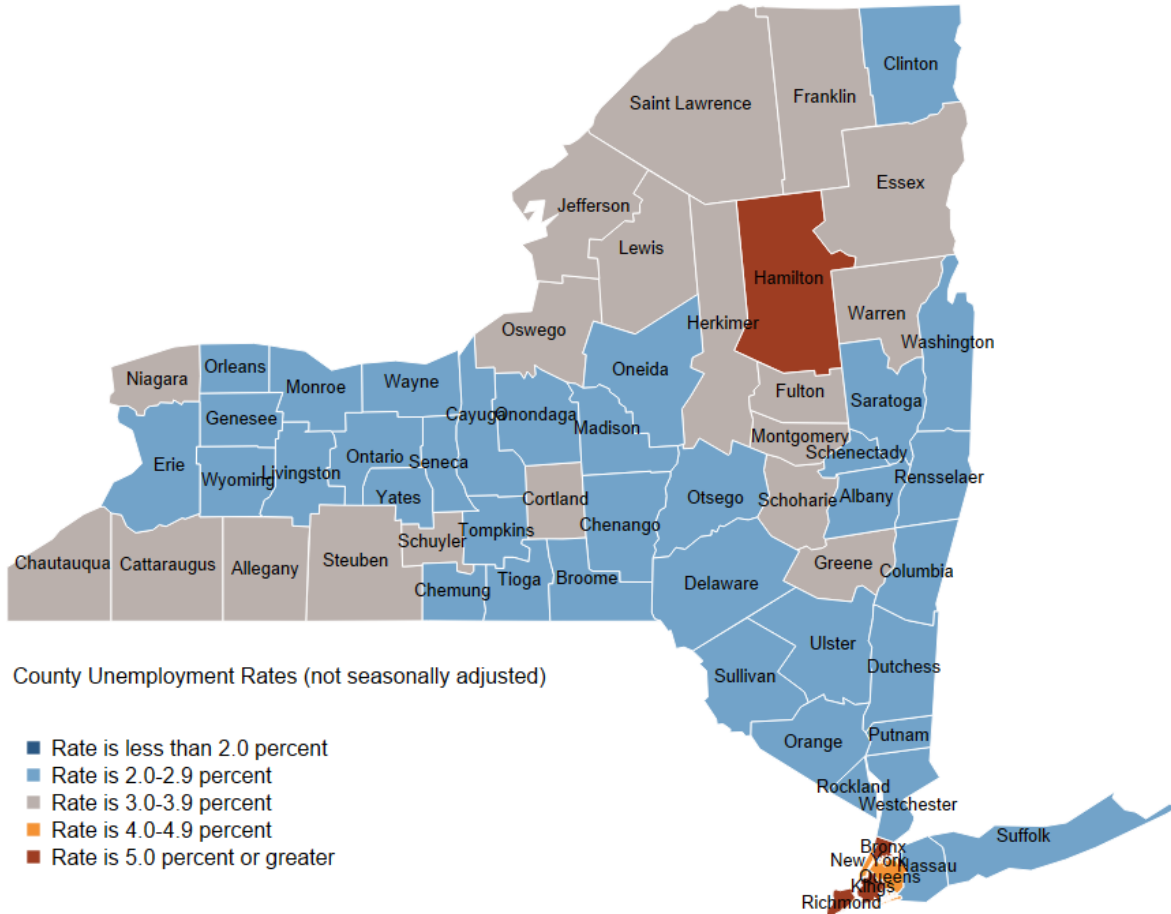 Clinton
Saint Lawrence
Franklin
Essex
Jefferson
Lewis
Hamilton
Warren
Herkimer
Oswego
Washington
Orleans
Oneida
Niagara
Monroe
Wayne
Fulton
Saratoga
Genesee
Cayuga
Onondaga
Madison
Montgomery
Schenectady
Erie
Ontario
Seneca
Wyoming
Livingston
Rensselaer
Yates
Cortland
Otsego
Schoharie
Albany
Chenango
Tompkins
Schuyler
Chautauqua
Cattaraugus
Allegany
Steuben
Greene
Columbia
Chemung
Tioga
Broome
Delaware
Ulster
Dutchess
Sullivan
County Unemployment Rates (not seasonally adjusted)
Orange
Putnam
Rate is less than 2.0 percent
Rate is 2.0-2.9 percent
Rate is 3.0-3.9 percent
Rate is 4.0-4.9 percent
Rate is 5.0 percent or greater
Rockland
Westchester
Suffolk
Bronx
New York
Nassau
Queens
Kings
Richmond